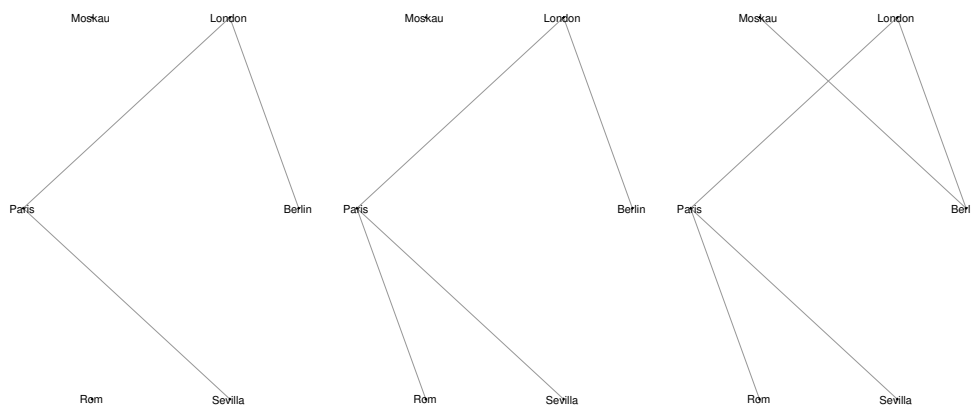 Moskau London Moskau London Moskau London
Paris Berlin Paris Berlin Paris Berl
Rom Sevilla Rom Sevilla Rom Sevilla